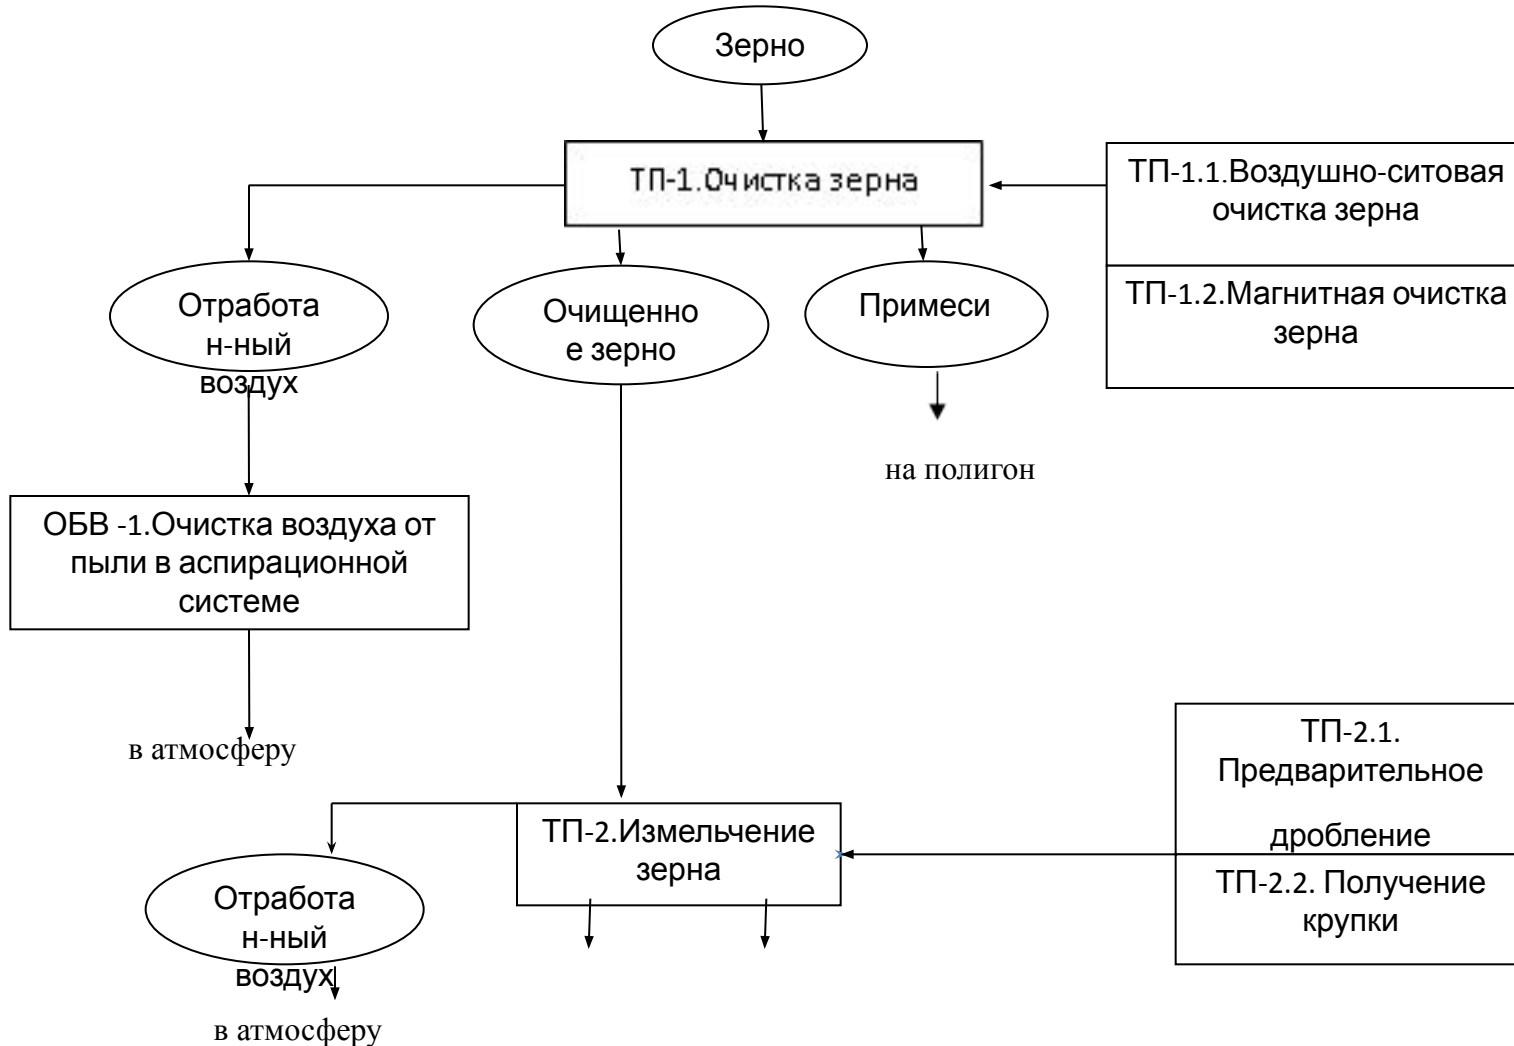 Зерно
ТП-1.Очистка зерна
ТП-1.1.Воздушно-ситовая
очистка зерна
ТП-1.2.Магнитная очистка
зерна
Отработа
н-ный
воздух
Очищенно
е зерно
Примеси
на полигон
ОБВ -1.Очистка воздуха от
пыли в аспирационной
системе
в атмосферу
ТП-2.1.
Предварительное
дробление
ТП-2.2. Получение
крупки
ТП-2.Измельчение
зерна
Отработа
н-ный
воздух
в атмосферу